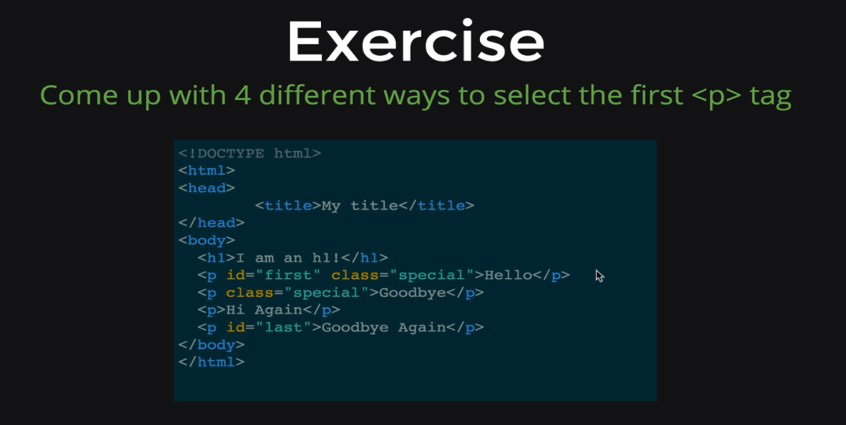 Exercise
Come up with 4 different ways to select the first <p> tag
<!DOCTYPE html>
<html>
<head>
        <title>My title</title>
</head>
<body>
  <h1>I am an h1!</h1>
  <p id="first" class="special">Hello</p>
  <p class="special">Goodbye</p>
  <p>Hi Again</p>
  <p id="last">Goodbye Again</p>
</body>
</html>